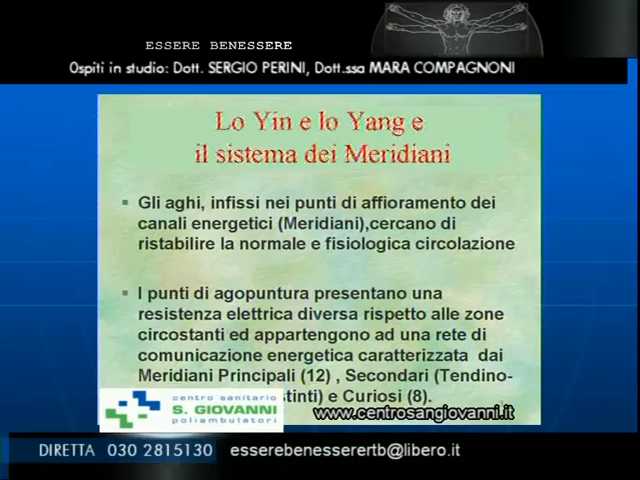 ESSERE BENESSERE
Ospiti in studio: Dott. SERGIO PERINI, Dott.ssa MARA COMPAGNONI
Lo Yin e lo Yang e
il sistema dei Meridiani
Gli aghi, infissi nei punti di affioramento dei
canali energetici (Meridiani),cercano di
ristabilire la normale e fisiologica circolazione
I punti di agopuntura presentano una
resistenza elettrica diversa rispetto alle zone
circostanti ed appartengono ad una rete di
comunicazione energetica caratterizzata dai
Meridiani Principali (12) , Secondari (Tendino-
stinti) e Curiosi (8).
centro sanitario
S. GIOVANNI
poliambulatori
www.centrosangiovanni.it
DIRETTA 030 2815130 esserebenesserertb@libero.it